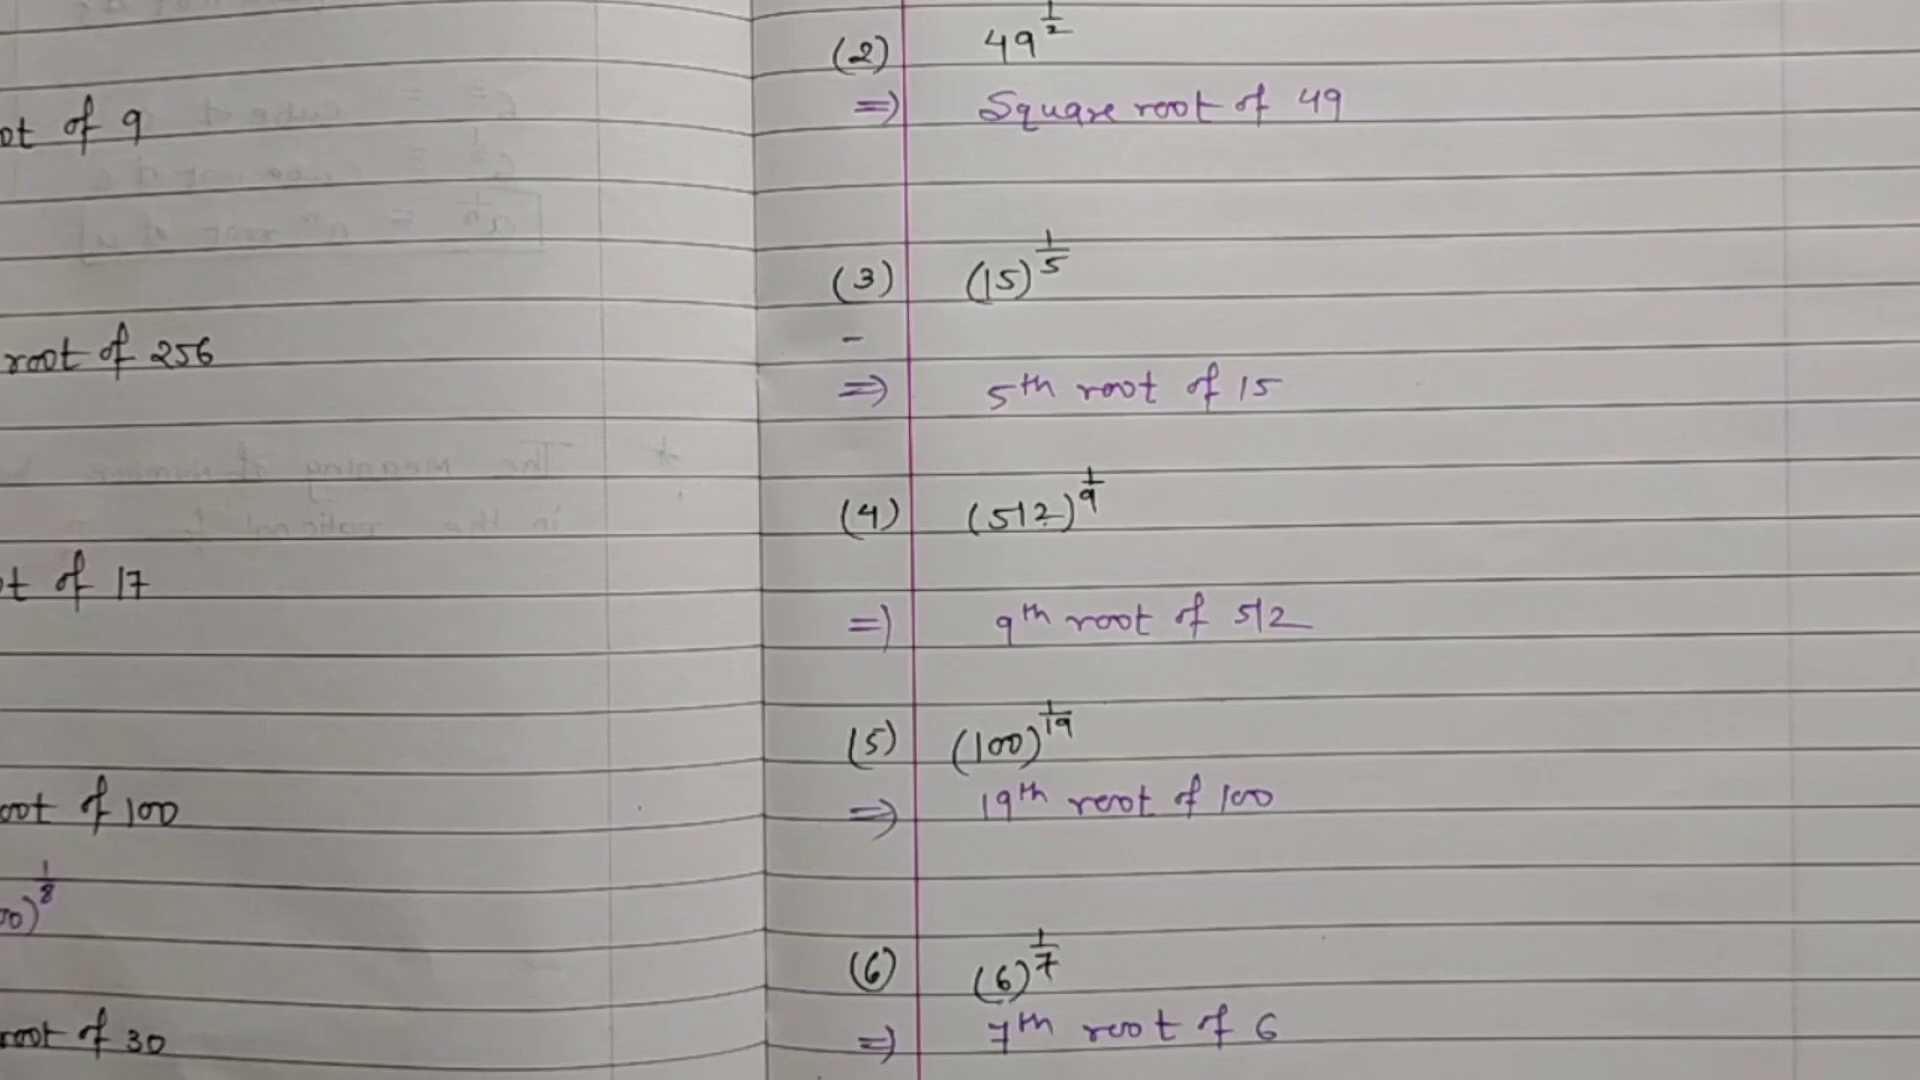 of 9
root of 256
of 17
of 100
1/8
root of 30
(2) 49^1/2
=> Square root of 49
(3) (15)^1/5
-
=> 5th root of 15
(4) (512)^1/9
=> 9th root of 512
(5) (100)^1/19
=> 19th root of 100
(6) (6)^1/7
=> 7th root of 6